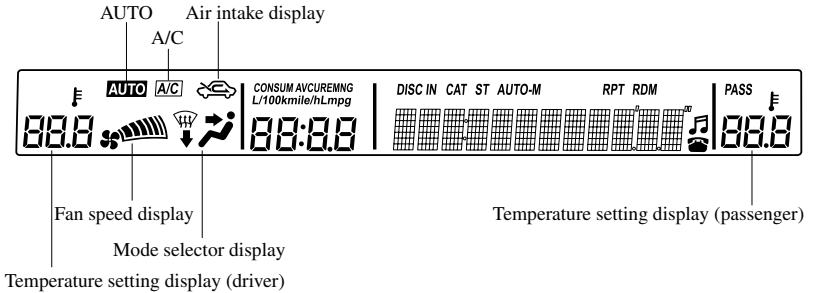 AUTO
Air intake display
A/C
AUTO A/C
CONSUM AVCUREMNG
L/100kmile/hLmpg
DISC IN CAT ST AUTO-M RPT RDM
PASS
88.8
88:8.8
88.8
Fan speed display
Temperature setting display (passenger)
Mode selector display
Temperature setting display (driver)